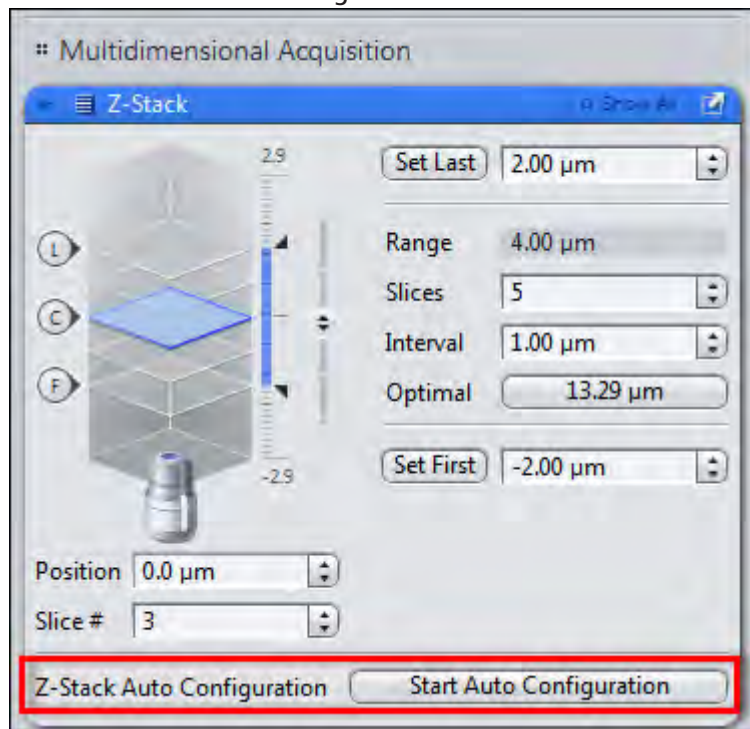 Multidimensional Acquisition
Z-Stack
Show All
2.9
Set Last 2.00 µm
L
Range 4.00 µm
Slices 5
C
Interval 1.00 µm
F
Optimal 13.29 µm
-2.9
Set First -2.00 µm
Position 0.0 µm
Slice # 3
Z-Stack Auto Configuration Start Auto Configuration